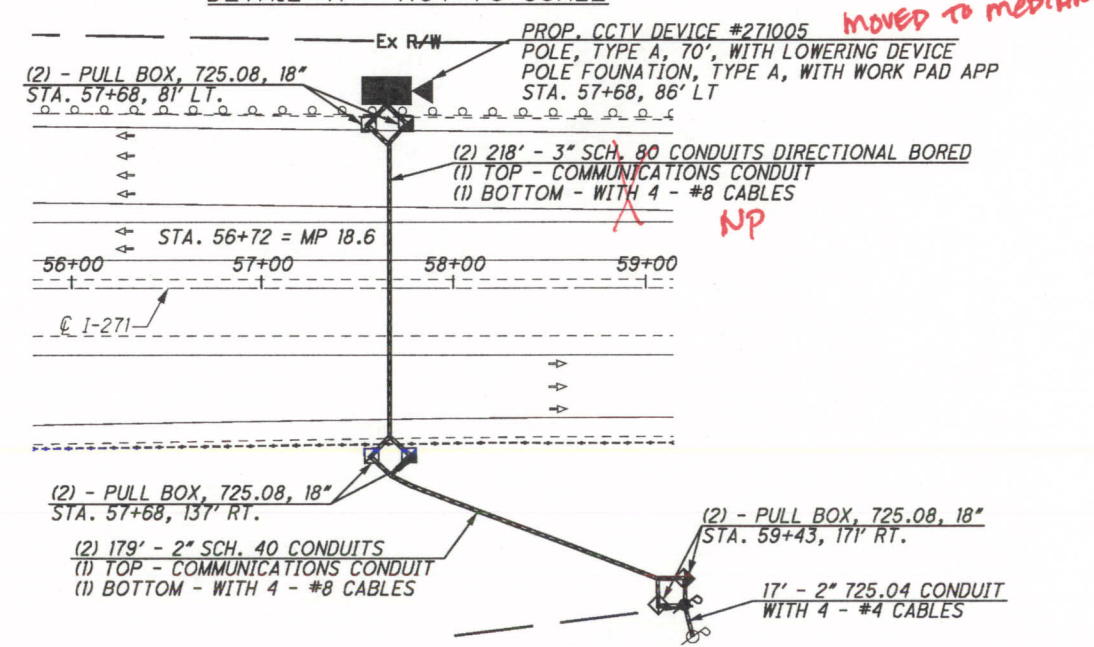 DETAIL "A" - NOT TO SCALE
MOVED TO MEDIAN
Ex R/W
PROP. CCTV DEVICE #271005
POLE, TYPE A, 70', WITH LOWERING DEVICE
POLE FOUNATION, TYPE A, WITH WORK PAD APP
STA. 57+68, 86' LT
(2) - PULL BOX, 725.08, 18"
STA. 57+68, 81' LT.
(2) 218' - 3" SCH. 80 CONDUITS DIRECTIONAL BORED
(1) TOP - COMMUNICATIONS CONDUIT
(1) BOTTOM - WITH 4 - #8 CABLES
NP
STA. 56+72 = MP 18.6
56+00 57+00 58+00 59+00
℄ I-271
(2) - PULL BOX, 725.08, 18"
STA. 57+68, 137' RT.
(2) 179' - 2" SCH. 40 CONDUITS
(1) TOP - COMMUNICATIONS CONDUIT
(1) BOTTOM - WITH 4 - #8 CABLES
(2) - PULL BOX, 725.08, 18"
STA. 59+43, 171' RT.
17' - 2" 725.04 CONDUIT
WITH 4 - #4 CABLES